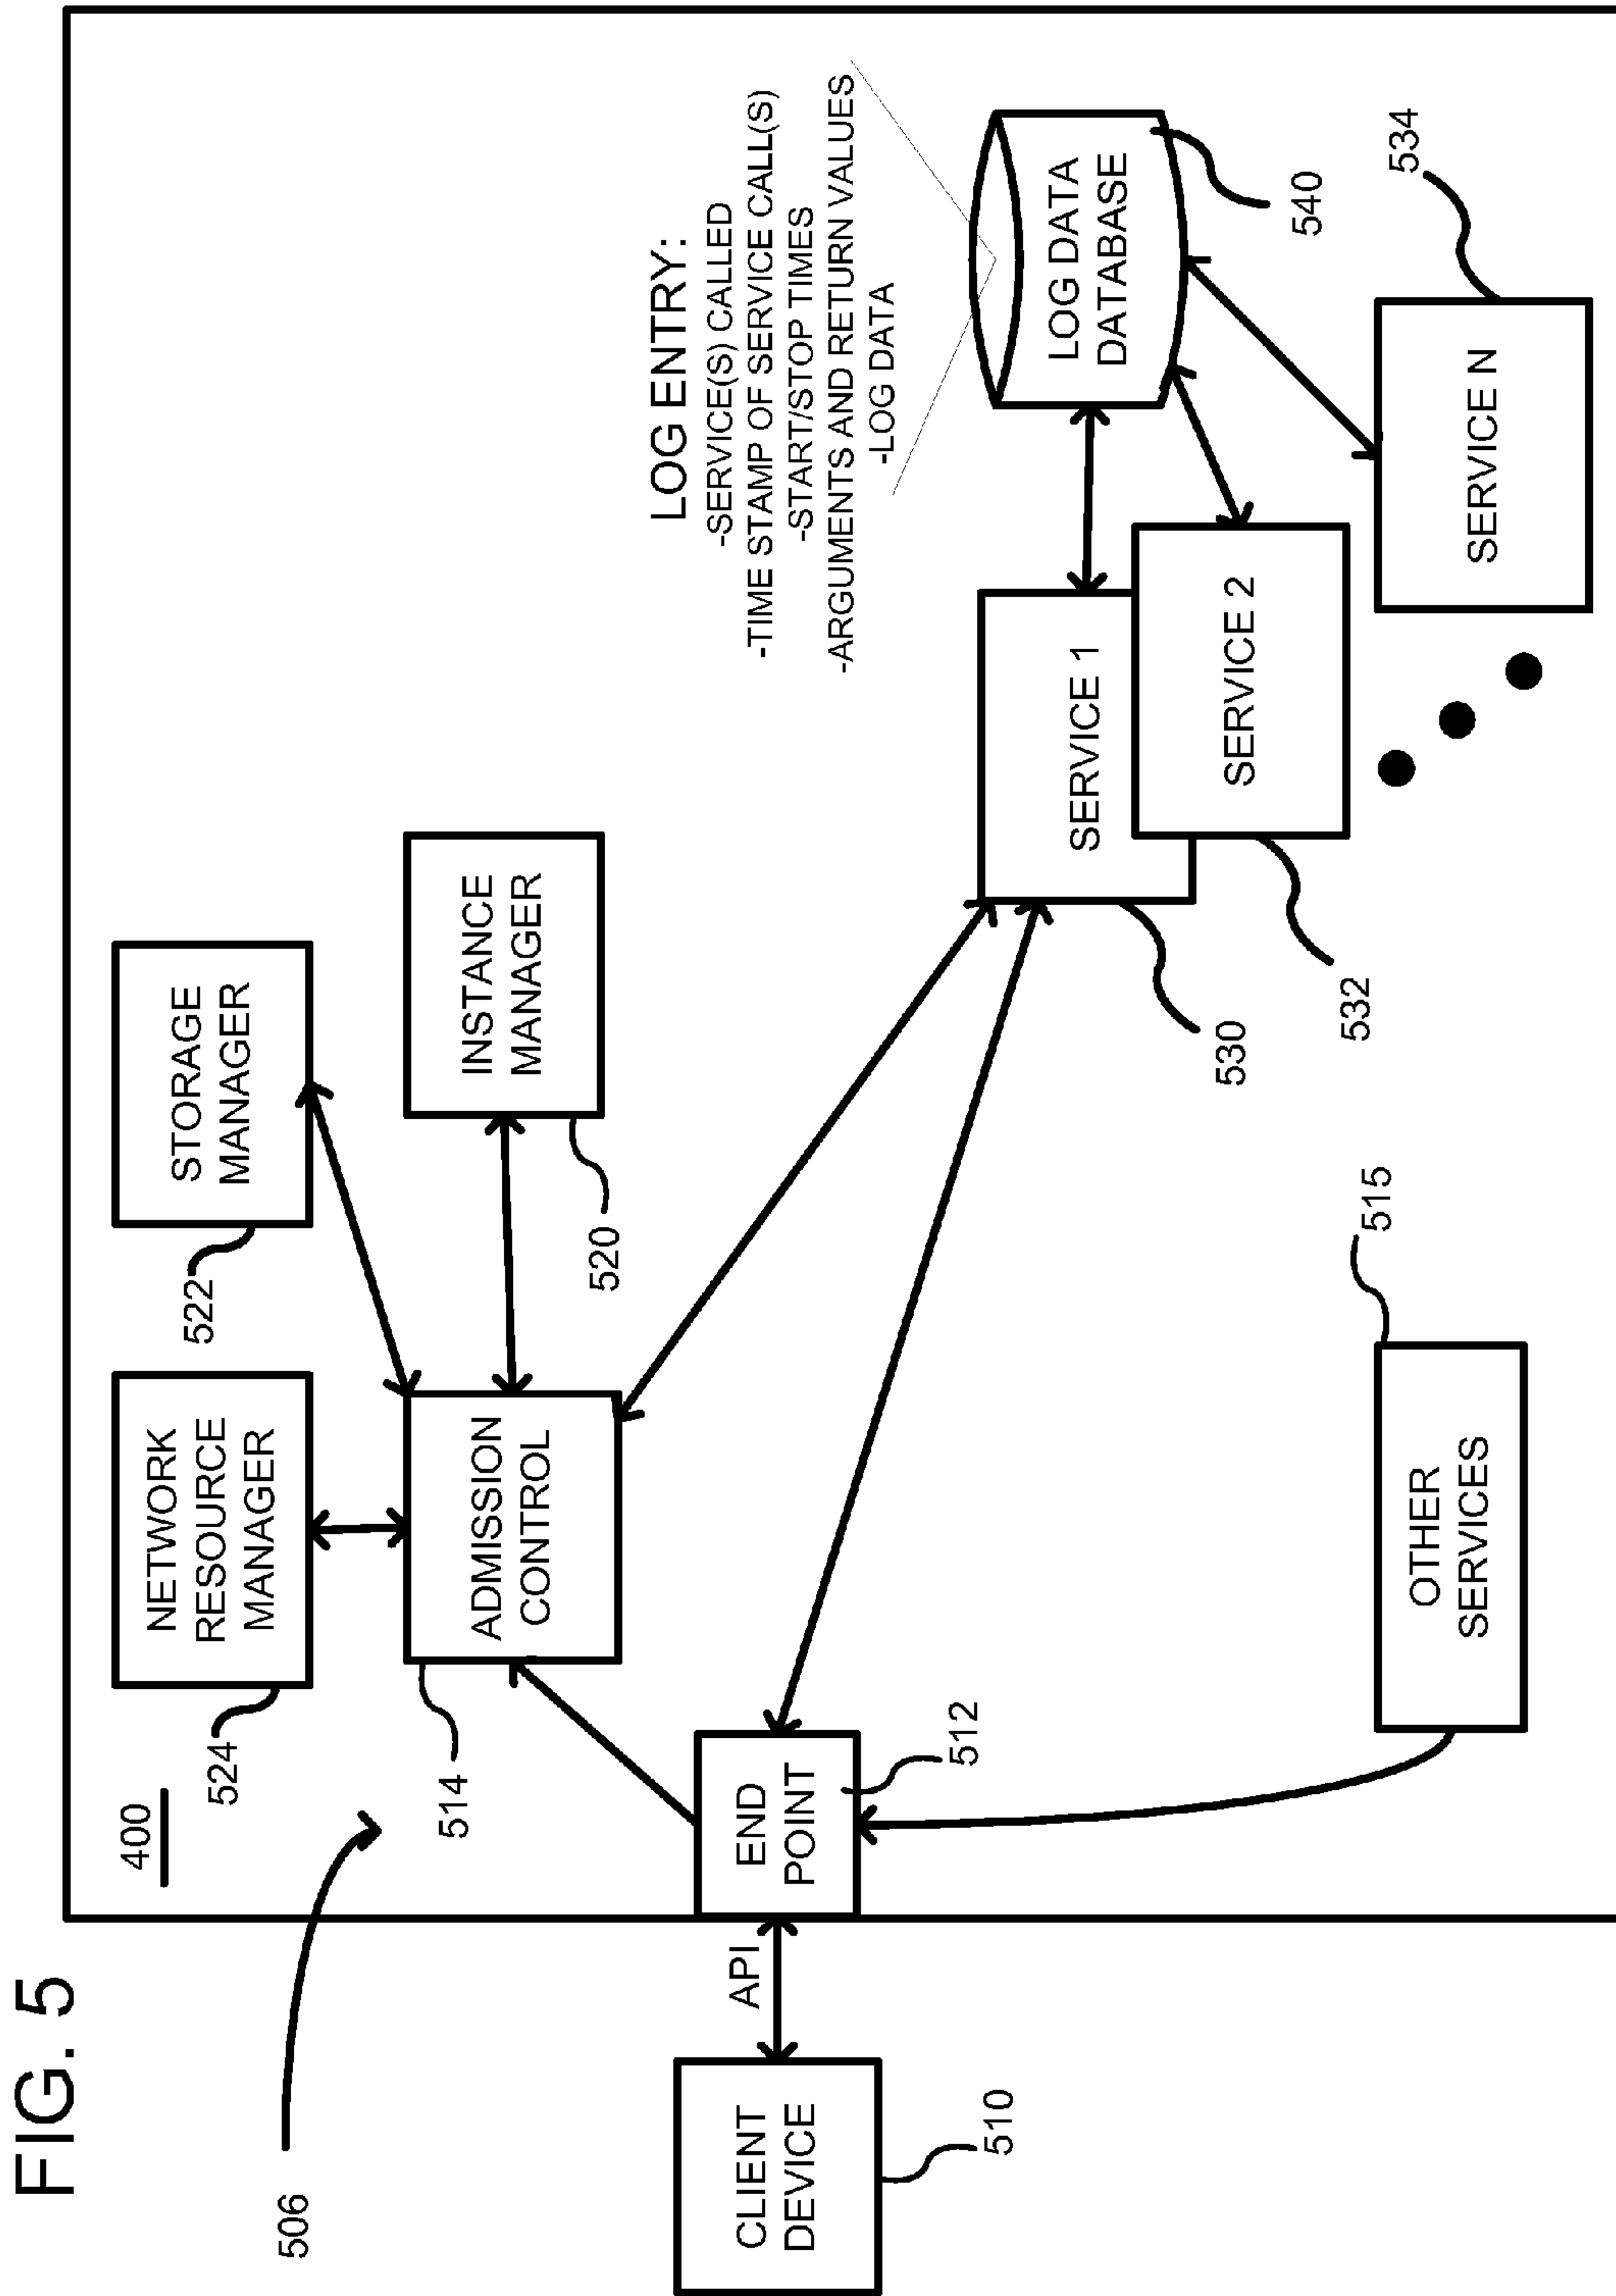 FIG. 5
506
400
524
NETWORK
RESOURCE
MANAGER
522
STORAGE
MANAGER
514
ADMISSION
CONTROL
520
INSTANCE
MANAGER
LOG ENTRY:
-SERVICE(S) CALLED
-TIME STAMP OF SERVICE CALL(S)
-START/STOP TIMES
-ARGUMENTS AND RETURN VALUES
-LOG DATA
CLIENT
DEVICE
510
API
END
POINT
512
SERVICE 1
530
SERVICE 2
532
LOG DATA
DATABASE
540
SERVICE N
534
OTHER
SERVICES
515